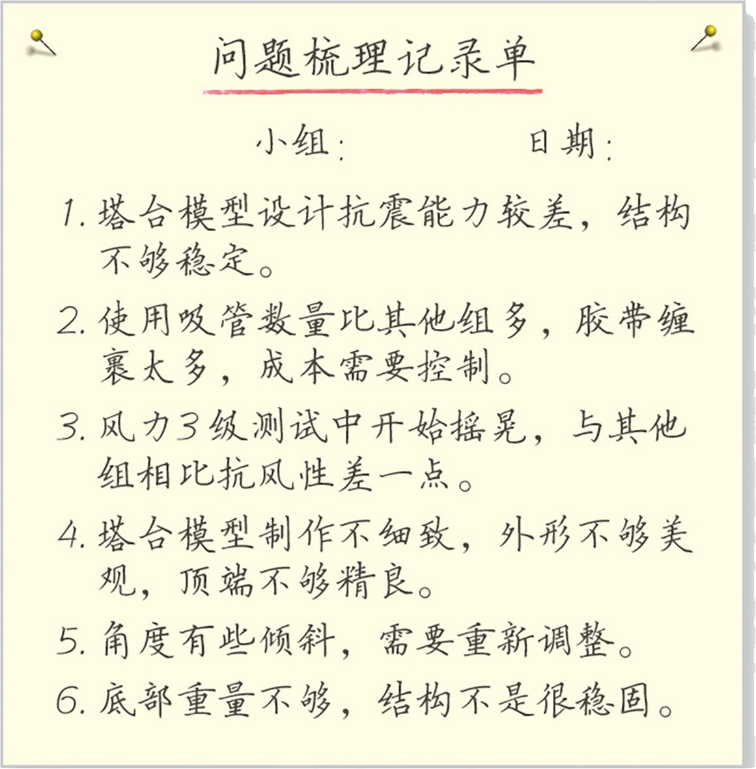 问题梳理记录单
小组： 日期：
1. 塔台模型设计抗震能力较差，结构
不够稳定。
2. 使用吸管数量比其他组多，胶带缠
裹太多，成本需要控制。
3. 风力3级测试中开始摇晃，与其他
组相比抗风性差一点。
4. 塔台模型制作不细致，外形不够美
观，顶端不够精良。
5. 角度有些倾斜，需要重新调整。
6. 底部重量不够，结构不是很稳固。